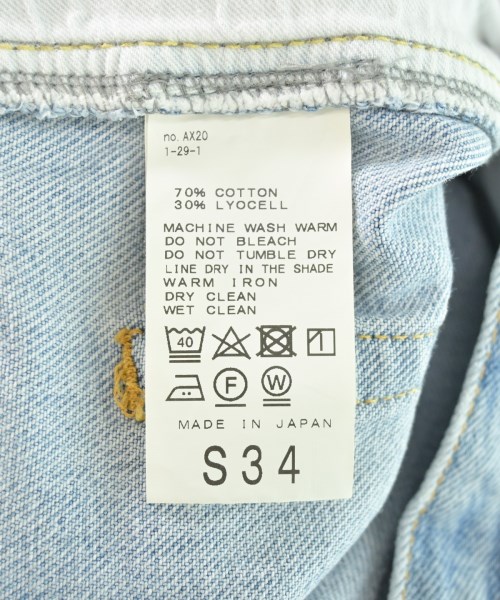 no. AX20
1-29-1
70% COTTON
30% LYOCELL
MACHINE WASH WARM
DO NOT BLEACH
DO NOT TUMBLE DRY
LINE DRY IN THE SHADE
WARM IRON
DRY CLEAN
WET CLEAN
40
F W
MADE IN JAPAN
S34